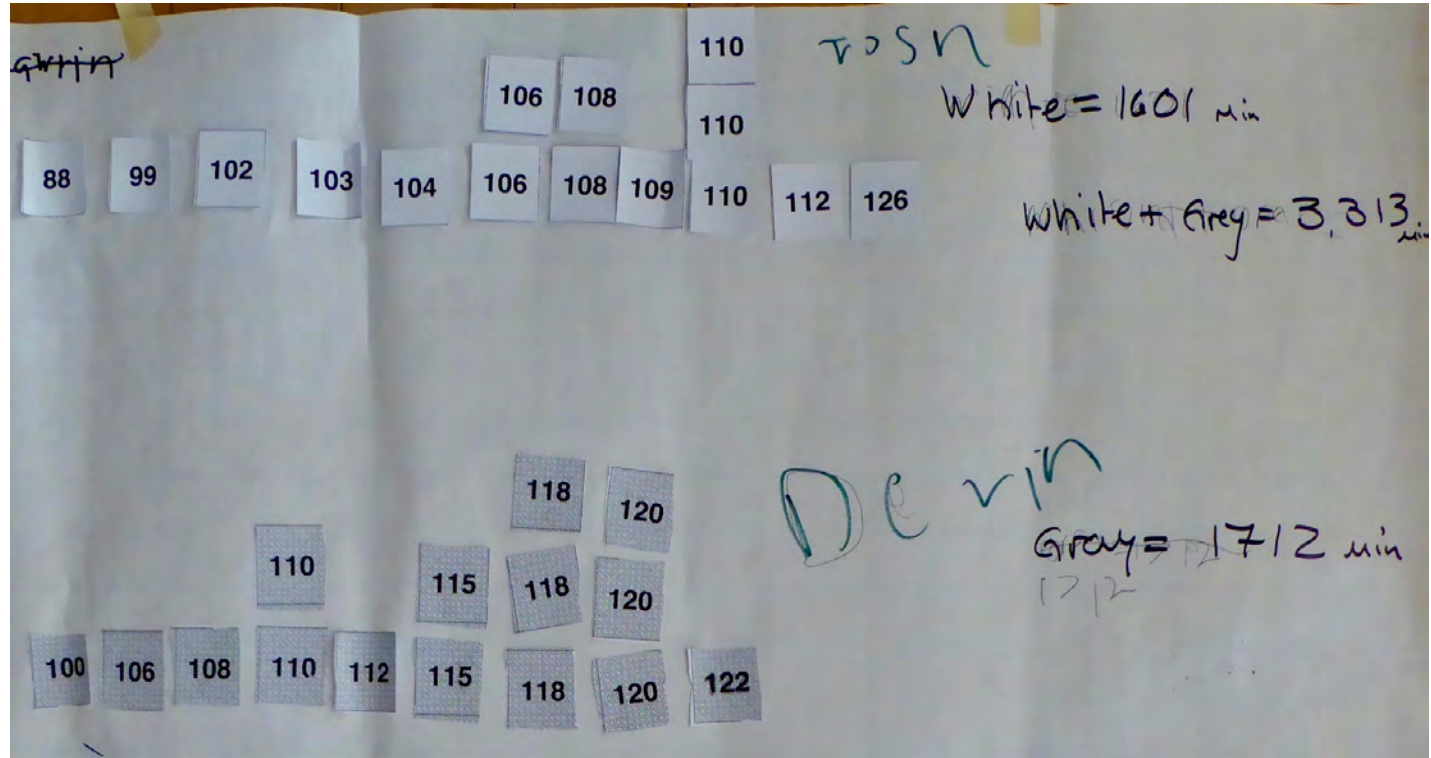 110
106 108
110
88 99 102 103 104 106 108 109 110 112 126
White = 1601 Min
White + Grey = 3,313 Min
118 120
110 115 118 120
100 106 108 110 112 115 118 120 122
Devin
Gray = 1712 min
1712